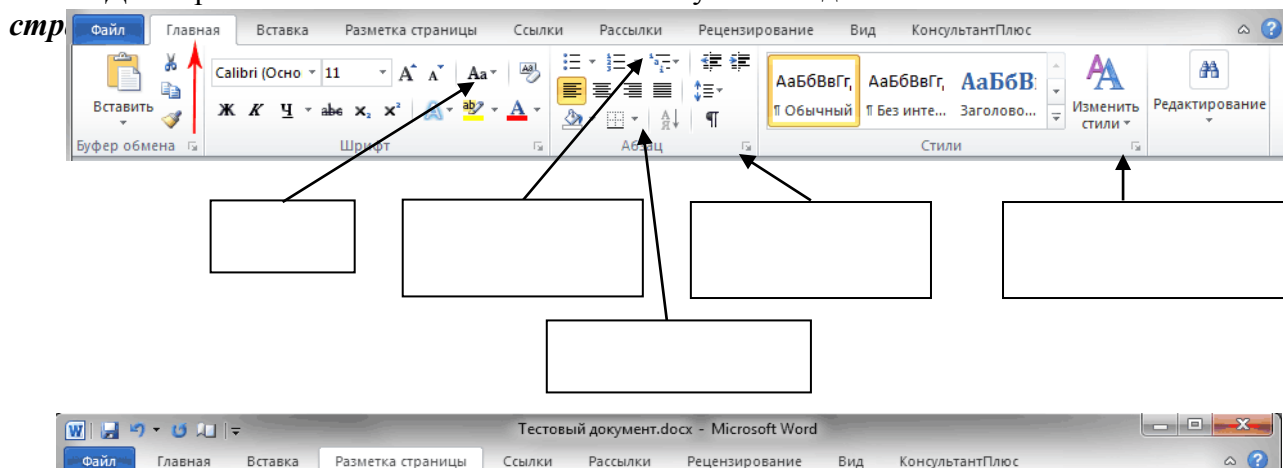 стр
Файл Главная Вставка Разметка страницы Ссылки Рассылки Рецензирование Вид КонсультантПлюс
Calibri (Осно 11 Аа АаБбВвГг, АаБбВвГг, АаБбВ
Вставить Ж К Ч abc x₂ x² А ¶ Обычный ¶ Без инте... Заголово... Изменить стили Редактирование
Буфер обмена Шрифт Абзац Стили
Тестовый документ.docx - Microsoft Word
Файл Главная Вставка Разметка страницы Ссылки Рассылки Рецензирование Вид КонсультантПлюс